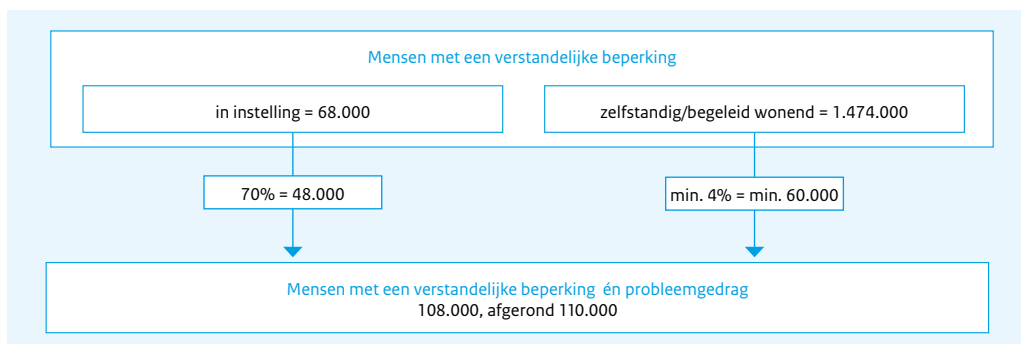 Mensen met een verstandelijke beperking
in instelling = 68.000
zelfstandig/begeleid wonend = 1.474.000
70% = 48.000
min. 4% = min. 60.000
Mensen met een verstandelijke beperking én probleemgedrag
108.000, afgerond 110.000